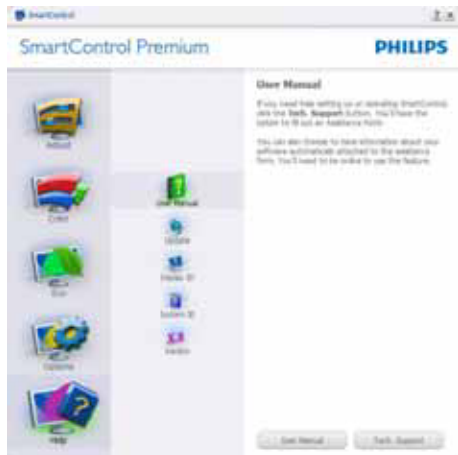 SmartControl
SmartControl Premium
PHILIPS
Adjust
Color
Eco
Options
Help
User Manual
Update
Display ID
System ID
Version
User Manual
If you need help setting up or operating SmartControl,
click the Tech. Support button. You'll have the
option to fill out an assistance form.
You can also choose to have information about your
software automatically attached to the assistance
form. You'll need to be online to use this feature.
User Manual
Tech. Support